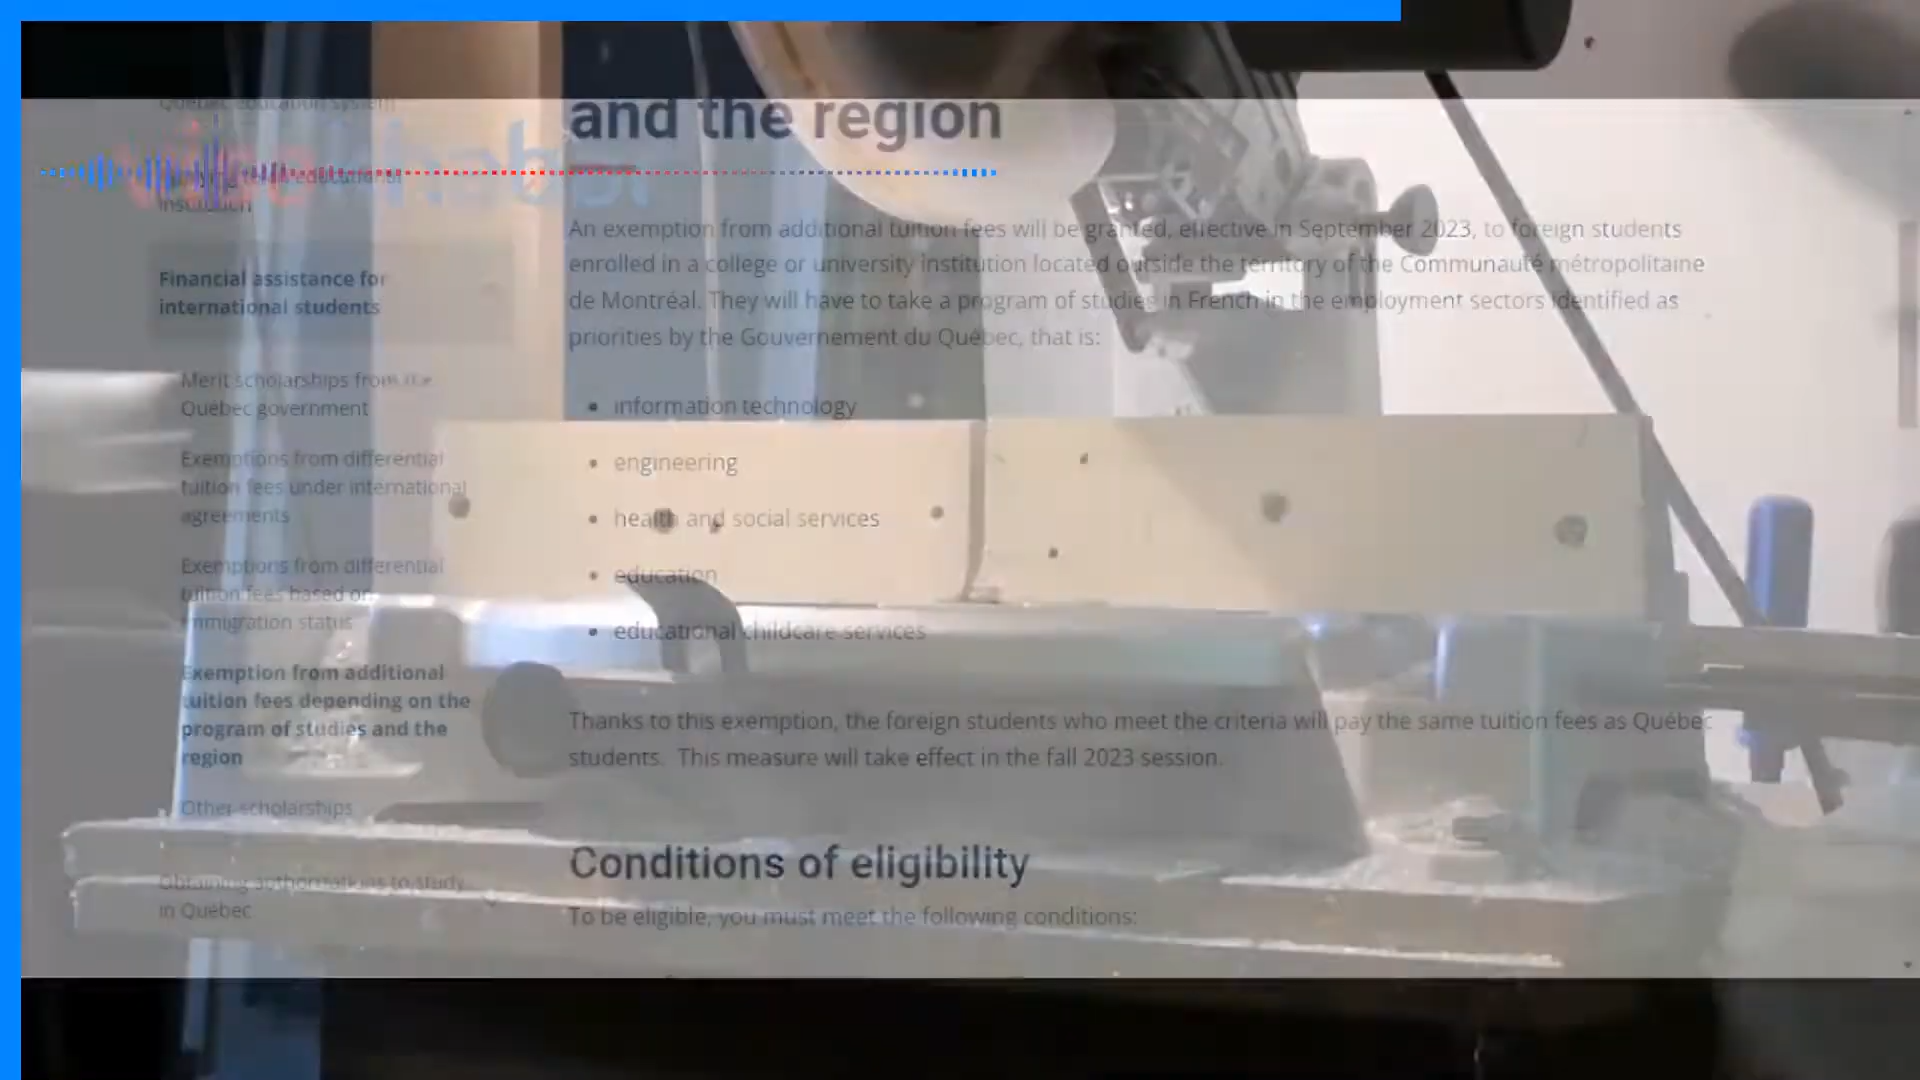 Québec education system
institution
Financial assistance for
international students
Merit scholarships from the
Québec government
Exemptions from differential
tuition fees under international
agreements
Exemptions from differential
tuition fees based on
immigration status
Exemption from additional
tuition fees depending on the
program of studies and the
region
Other scholarships
Obtaining authorizations to study
in Québec
and the region
An exemption from additional tuition fees will be granted, effective in September 2023, to foreign students
enrolled in a college or university institution located outside the territory of the Communauté métropolitaine
de Montréal. They will have to take a program of studies in French in the employment sectors identified as
priorities by the Gouvernement du Québec, that is:
• information technology
• engineering
• health and social services
• education
• educational childcare services
Thanks to this exemption, the foreign students who meet the criteria will pay the same tuition fees as Québec
students. This measure will take effect in the fall 2023 session.
Conditions of eligibility
To be eligible, you must meet the following conditions: